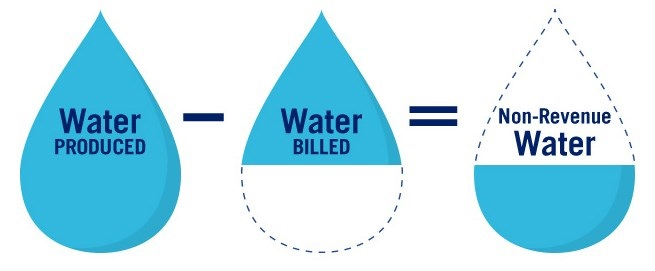 Water
PRODUCED
–
Water
BILLED
=
Non-Revenue
Water